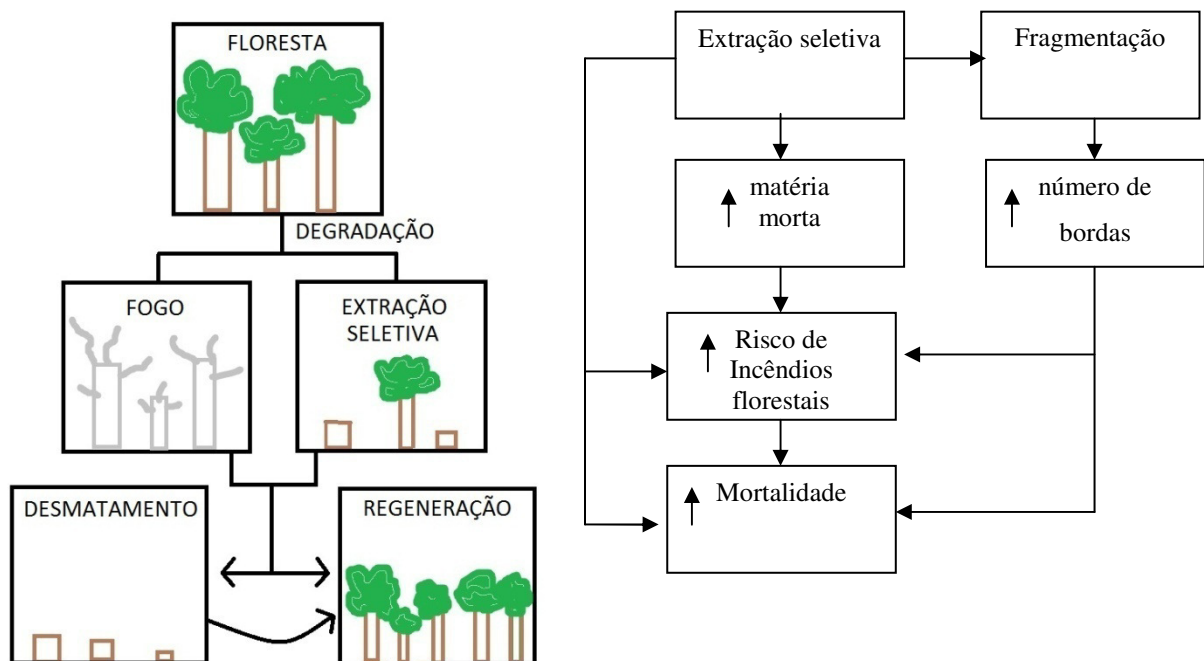 FLORESTA
DEGRADAÇÃO
FOGO
EXTRAÇÃO
SELETIVA
DESMATAMENTO
REGENERAÇÃO
Extração seletiva
Fragmentação
matéria
morta
número de
bordas
Risco de
Incêndios
florestais
Mortalidade